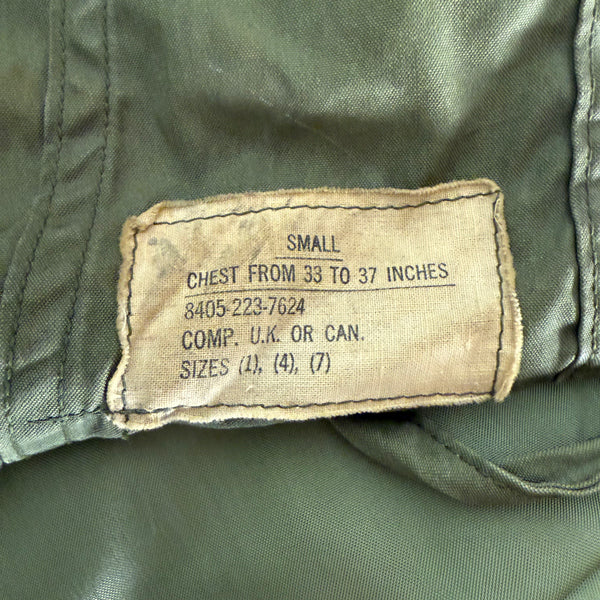 SMALL
CHEST FROM 33 TO 37 INCHES
8405-223-7624
COMP. U.K. OR CAN.
SIZES (1), (4), (7)